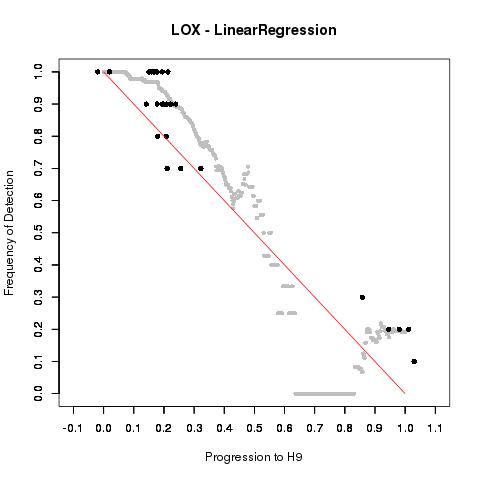 LOX - LinearRegression
1.0
0.9
0.8
0.7
0.6
0.5
0.4
0.3
0.2
0.1
0.0
Frequency of Detection
-0.1 0.0 0.1 0.2 0.3 0.4 0.5 0.6 0.7 0.8 0.9 1.0 1.1
Progression to H9